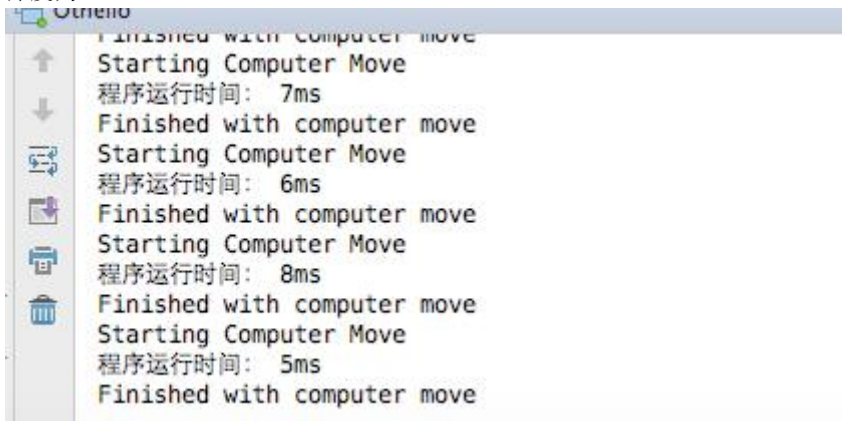 Othello
Finished with computer move
Starting Computer Move
程序运行时间： 7ms
Finished with computer move
Starting Computer Move
程序运行时间： 6ms
Finished with computer move
Starting Computer Move
程序运行时间： 8ms
Finished with computer move
Starting Computer Move
程序运行时间： 5ms
Finished with computer move